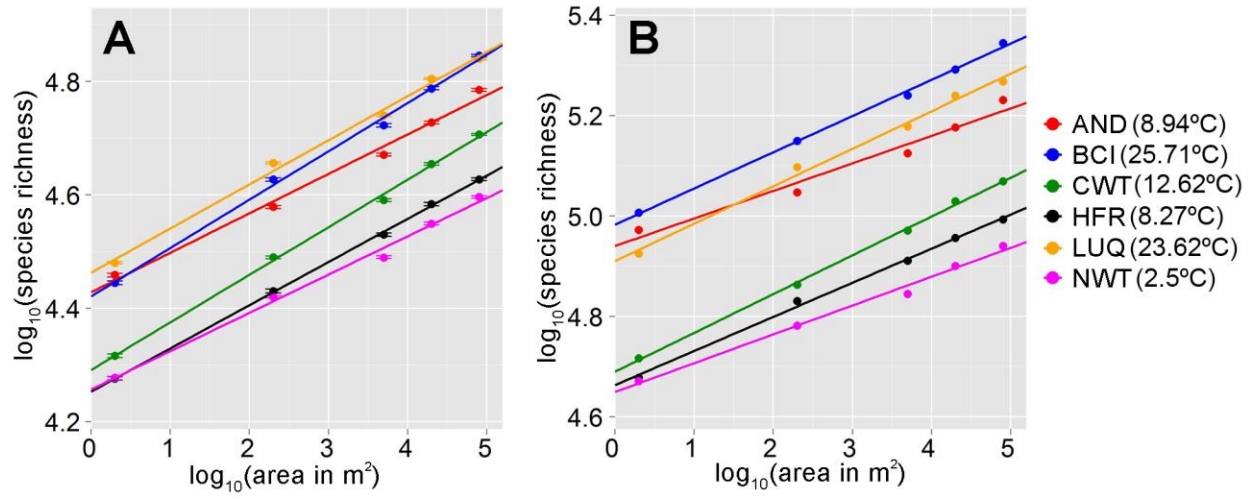 A
log₁₀(species richness)
4.8
4.6
4.4
4.2
0 1 2 3 4 5
log₁₀(area in m²)
B
log₁₀(species richness)
5.4
5.2
5.0
4.8
4.6
0 1 2 3 4 5
log₁₀(area in m²)
AND (8.94ºC)
BCI (25.71ºC)
CWT (12.62ºC)
HFR (8.27ºC)
LUQ (23.62ºC)
NWT (2.5ºC)